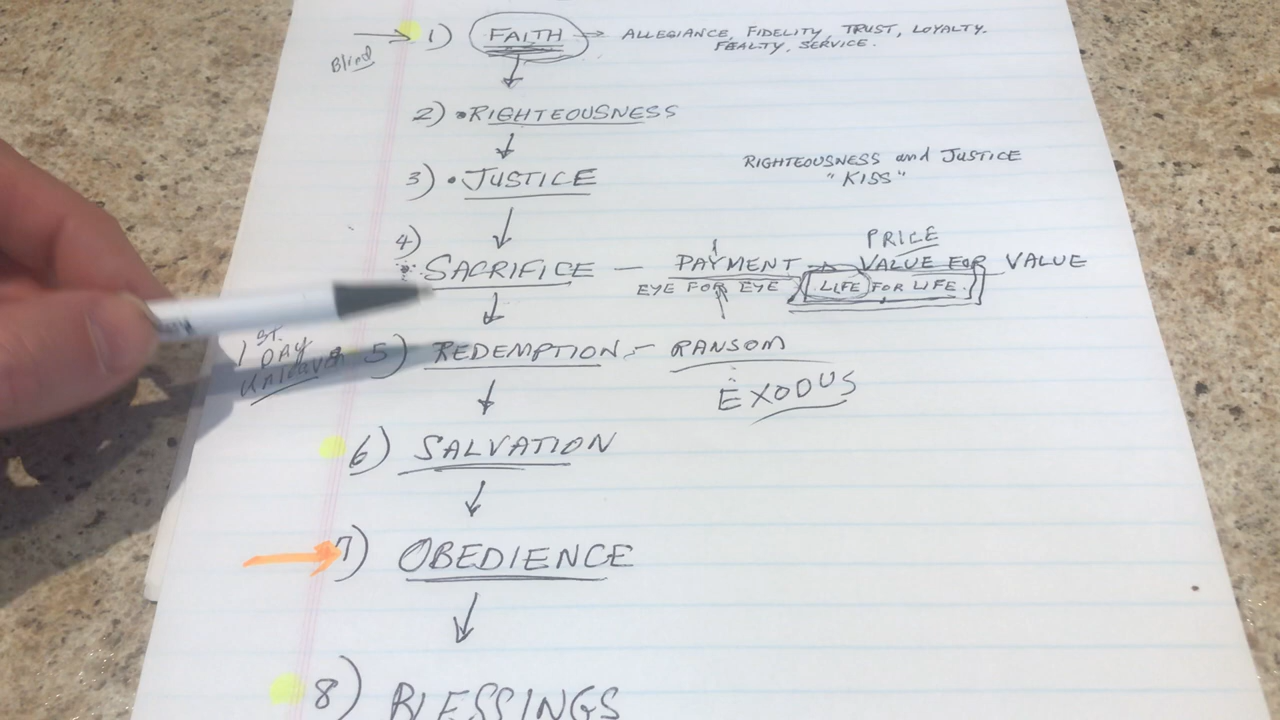 1) FAITH → ALLEGIANCE, FIDELITY, TRUST, LOYALTY.
FEALTY, SERVICE.
Blind
2) •RIGHTEOUSNESS
RIGHTEOUSNESS and JUSTICE
"KISS"
3) •JUSTICE
4)
PRICE
SACRIFICE — PAYMENT → VALUE FOR VALUE
EYE FOR EYE LIFE FOR LIFE.
1ST. DAY
5) REDEMPTION, — RANSOM
EXODUS
6) SALVATION
7) OBEDIENCE
8) BLESSINGS